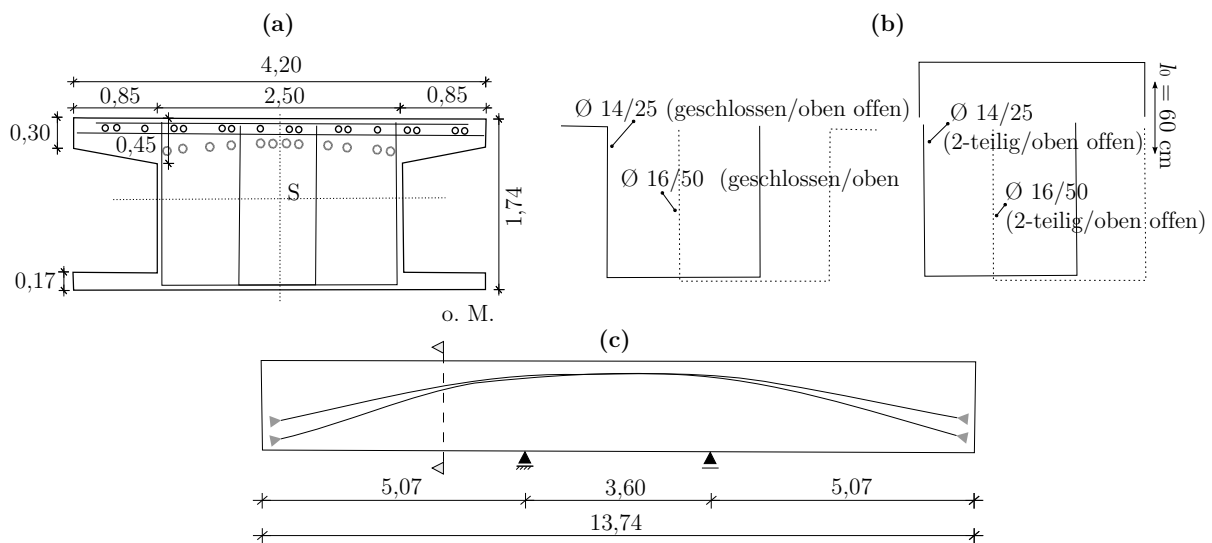 (a)
4,20
0,85
2,50
0,85
0,30
0,45
S
1,74
0,17
o. M.
(b)
Ø 14/25 (geschlossen/oben offen)
Ø 16/50 (geschlossen/oben
Ø 14/25
(2-teilig/oben offen)
Ø 16/50
(2-teilig/oben offen)
l₀ = 60 cm
(c)
5,07
3,60
5,07
13,74